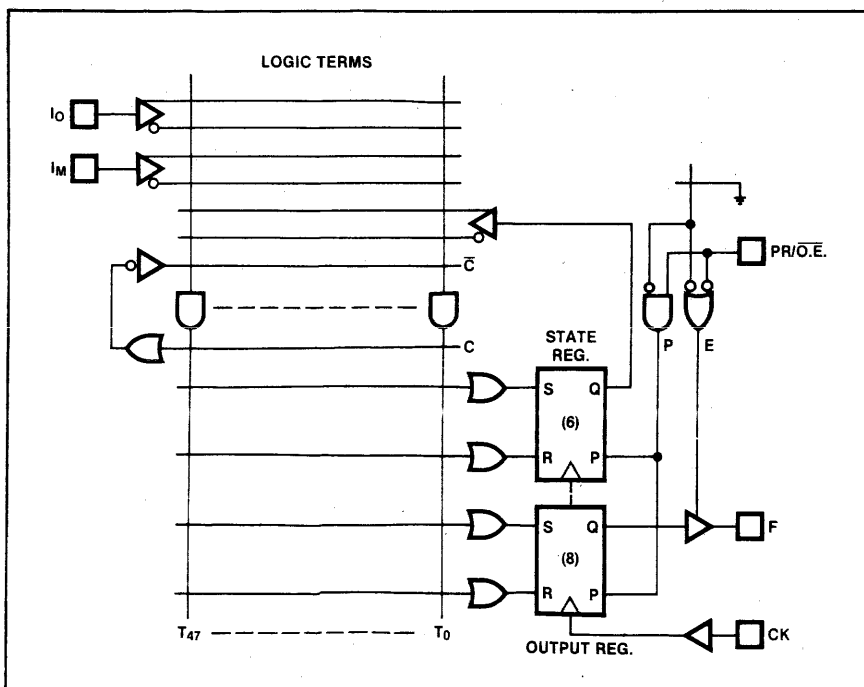 LOGIC TERMS
I0
IM
PR/O.E.
C
P
E
C
STATE
REG.
S
Q
(6)
R
P
S
Q
F
(8)
R
P
T47
T0
CK
OUTPUT REG.